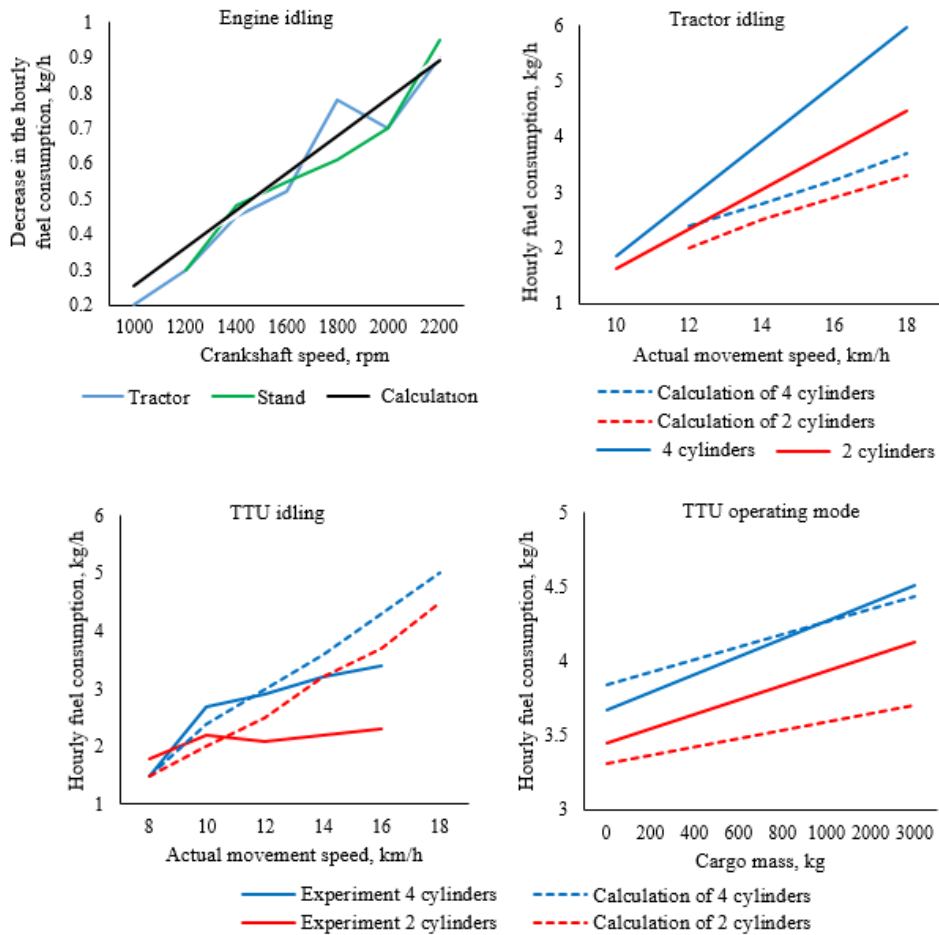 Engine idling
Decrease in the hourly
fuel consumption, kg/h
1
0.9
0.8
0.7
0.6
0.5
0.4
0.3
0.2
1000 1200 1400 1600 1800 2000 2200
Crankshaft speed, rpm
Tractor Stand Calculation
Tractor idling
Hourly fuel consumption, kg/h
6
5
4
3
2
1
10 12 14 16 18
Actual movement speed, km/h
Calculation of 4 cylinders
Calculation of 2 cylinders
4 cylinders 2 cylinders
TTU idling
Hourly fuel consumption, kg/h
6
5
4
3
2
1
8 10 12 14 16 18
Actual movement speed, km/h
TTU operating mode
Hourly fuel consumption, kg/h
5
4.5
4
3.5
3
0 200 400 600 800 1000 2000 3000
Cargo mass, kg
Experiment 4 cylinders Calculation of 4 cylinders
Experiment 2 cylinders Calculation of 2 cylinders